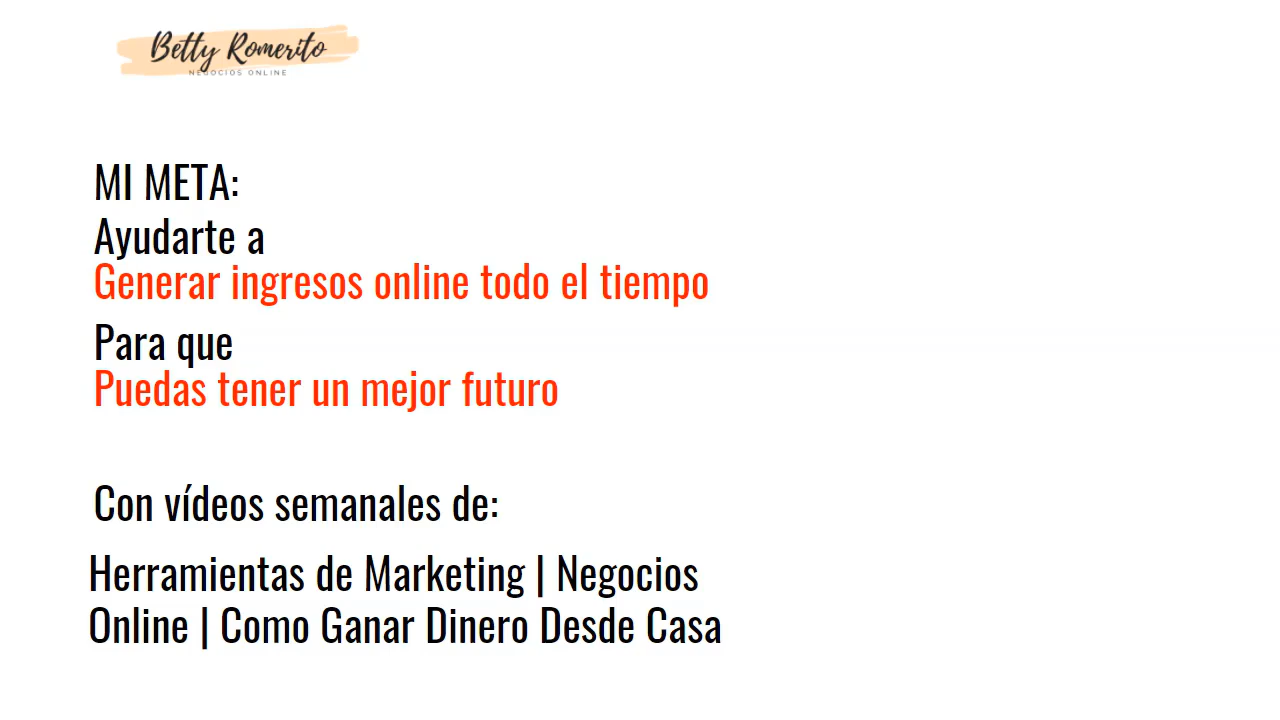 Betty Romerito
NEGOCIOS ONLINE
MI META:
Ayudarte a
Generar ingresos online todo el tiempo
Para que
Puedas tener un mejor futuro
Con vídeos semanales de:
Herramientas de Marketing | Negocios
Online | Como Ganar Dinero Desde Casa